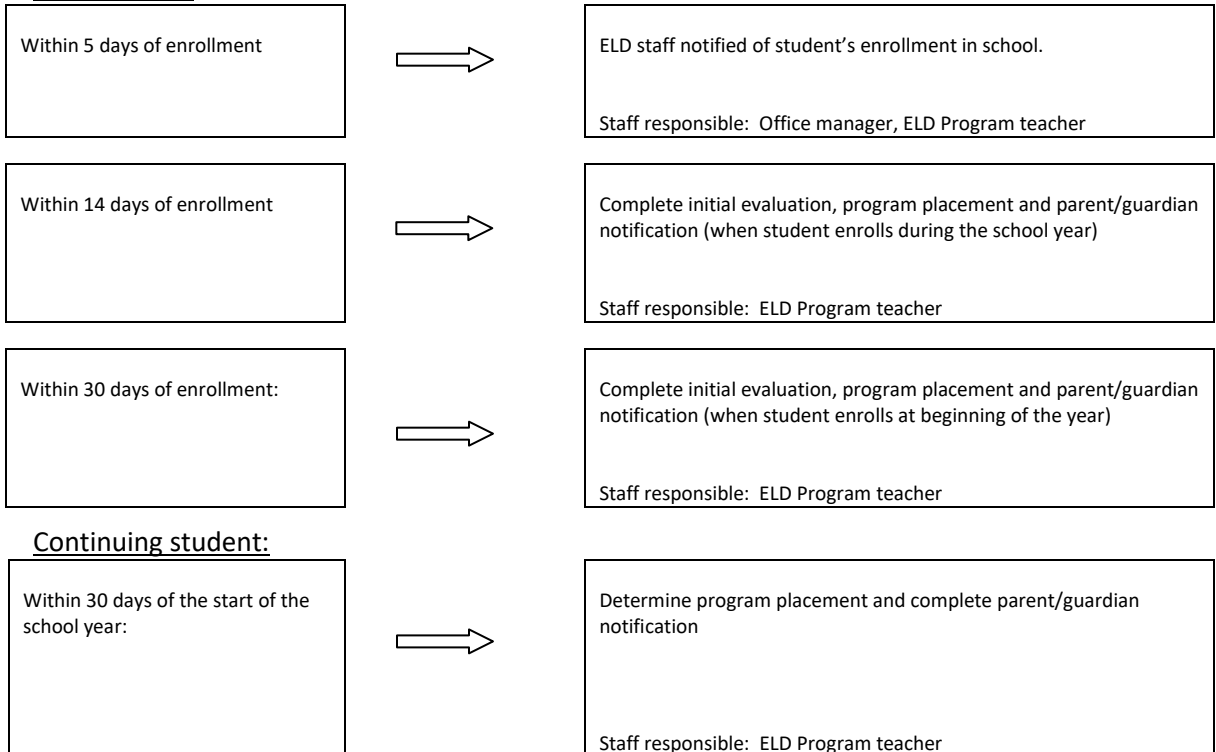 Within 5 days of enrollment
ELD staff notified of student’s enrollment in school.
Staff responsible:  Office manager, ELD Program teacher
Within 14 days of enrollment
Complete initial evaluation, program placement and parent/guardian
notification (when student enrolls during the school year)
Staff responsible:  ELD Program teacher
Within 30 days of enrollment:
Complete initial evaluation, program placement and parent/guardian
notification (when student enrolls at beginning of the year)
Staff responsible:  ELD Program teacher
Continuing student:
Within 30 days of the start of the
school year:
Determine program placement and complete parent/guardian
notification
Staff responsible:  ELD Program teacher